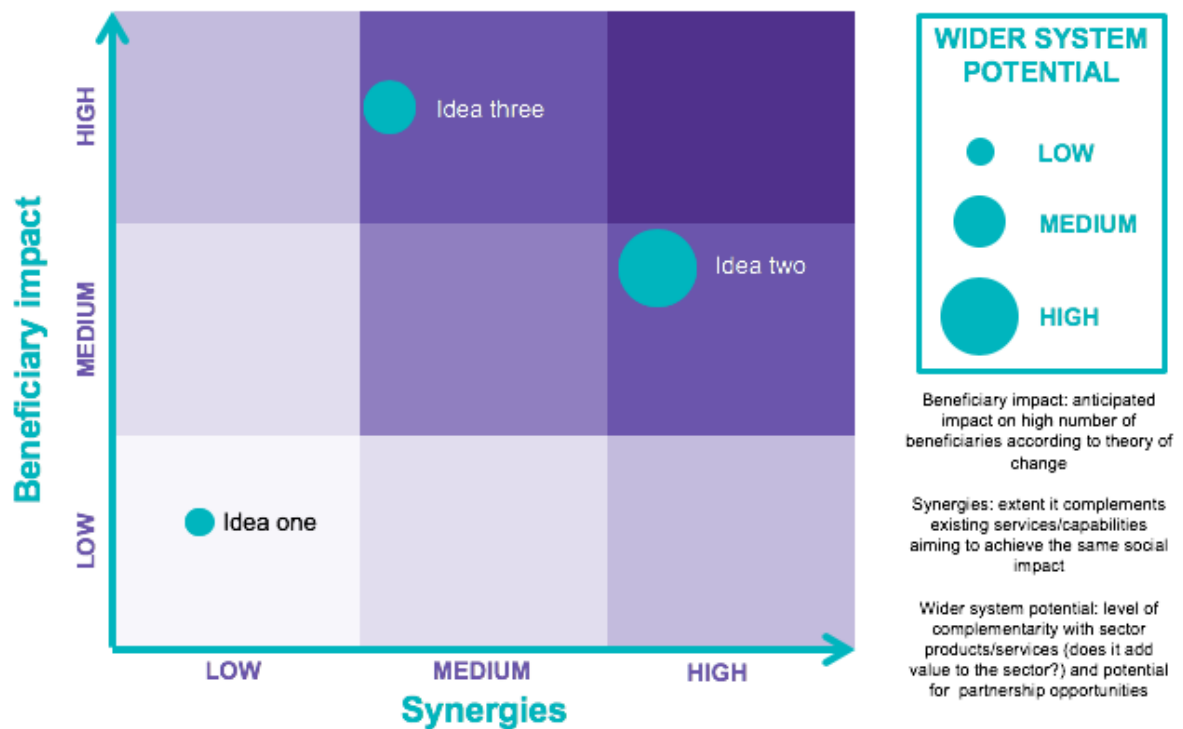 Beneficiary impact
HIGH
MEDIUM
LOW
Idea three
Idea two
Idea one
LOW
MEDIUM
HIGH
Synergies
WIDER SYSTEM
POTENTIAL
LOW
MEDIUM
HIGH
Beneficiary impact: anticipated
impact on high number of
beneficiaries according to theory of
change
Synergies: extent it complements
existing services/capabilities
aiming to achieve the same social
impact
Wider system potential: level of
complementarity with sector
products/services (does it add
value to the sector?) and potential
for partnership opportunities